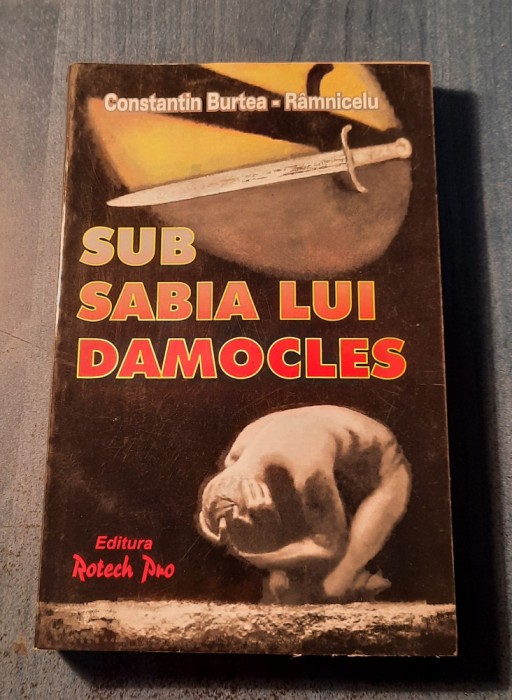 Constantin Burtea - Râmnicelu
SUB
SABIA LUI
DAMOCLES
Editura
Rotech Pro